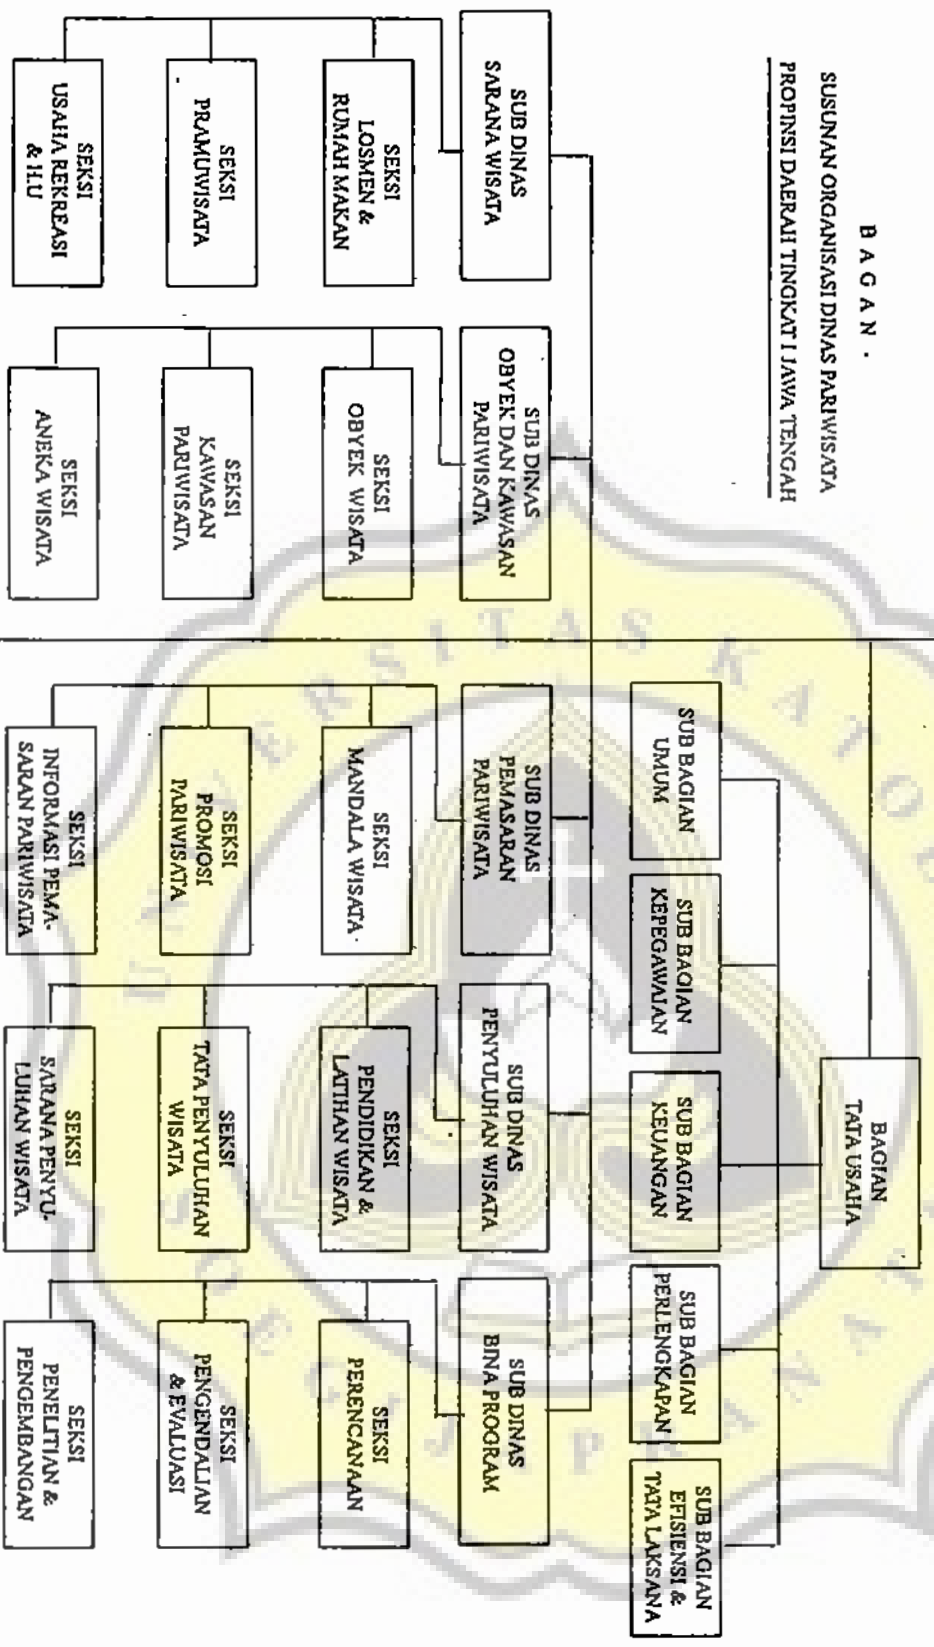 B A G A N .
SUSUNAN ORGANISASI DINAS PARIWISATA
PROPINSI DAERAH TINGKAT I JAWA TENGAH
BAGIAN
TATA USAHA
SUB BAGIAN
UMUM
SUB BAGIAN
KEPEGAWAIAN
SUB BAGIAN
KEUANGAN
SUB BAGIAN
PERLENGKAPAN
SUB BAGIAN
EFISIENSI &
TATA LAKSANA
SUB DINAS
SARANA WISATA
SUB DINAS
OBYEK DAN KAWASAN
PARIWISATA
SUB DINAS
PEMASARAN
PARIWISATA
SUB DINAS
PENYULUHAN WISATA
SUB DINAS
BINA PROGRAM
SEKSI
LOSMEN &
RUMAH MAKAN
SEKSI
OBYEK WISATA
SEKSI
MANDALA WISATA
SEKSI
PENDIDIKAN &
LATIHAN WISATA
SEKSI
PERENCANAAN
SEKSI
PRAMUWISATA
SEKSI
KAWASAN
PARIWISATA
SEKSI
PROMOSI
PARIWISATA
SEKSI
TATA PENYULUHAN
WISATA
SEKSI
PENGENDALIAN
& EVALUASI
SEKSI
USAHA REKREASI
& H.U
SEKSI
ANEKA WISATA
SEKSI
INFORMASI PEMA-
SARAN PARIWISATA
SEKSI
SARANA PENYU-
LUHAN WISATA
SEKSI
PENELITIAN &
PENGEMBANGAN